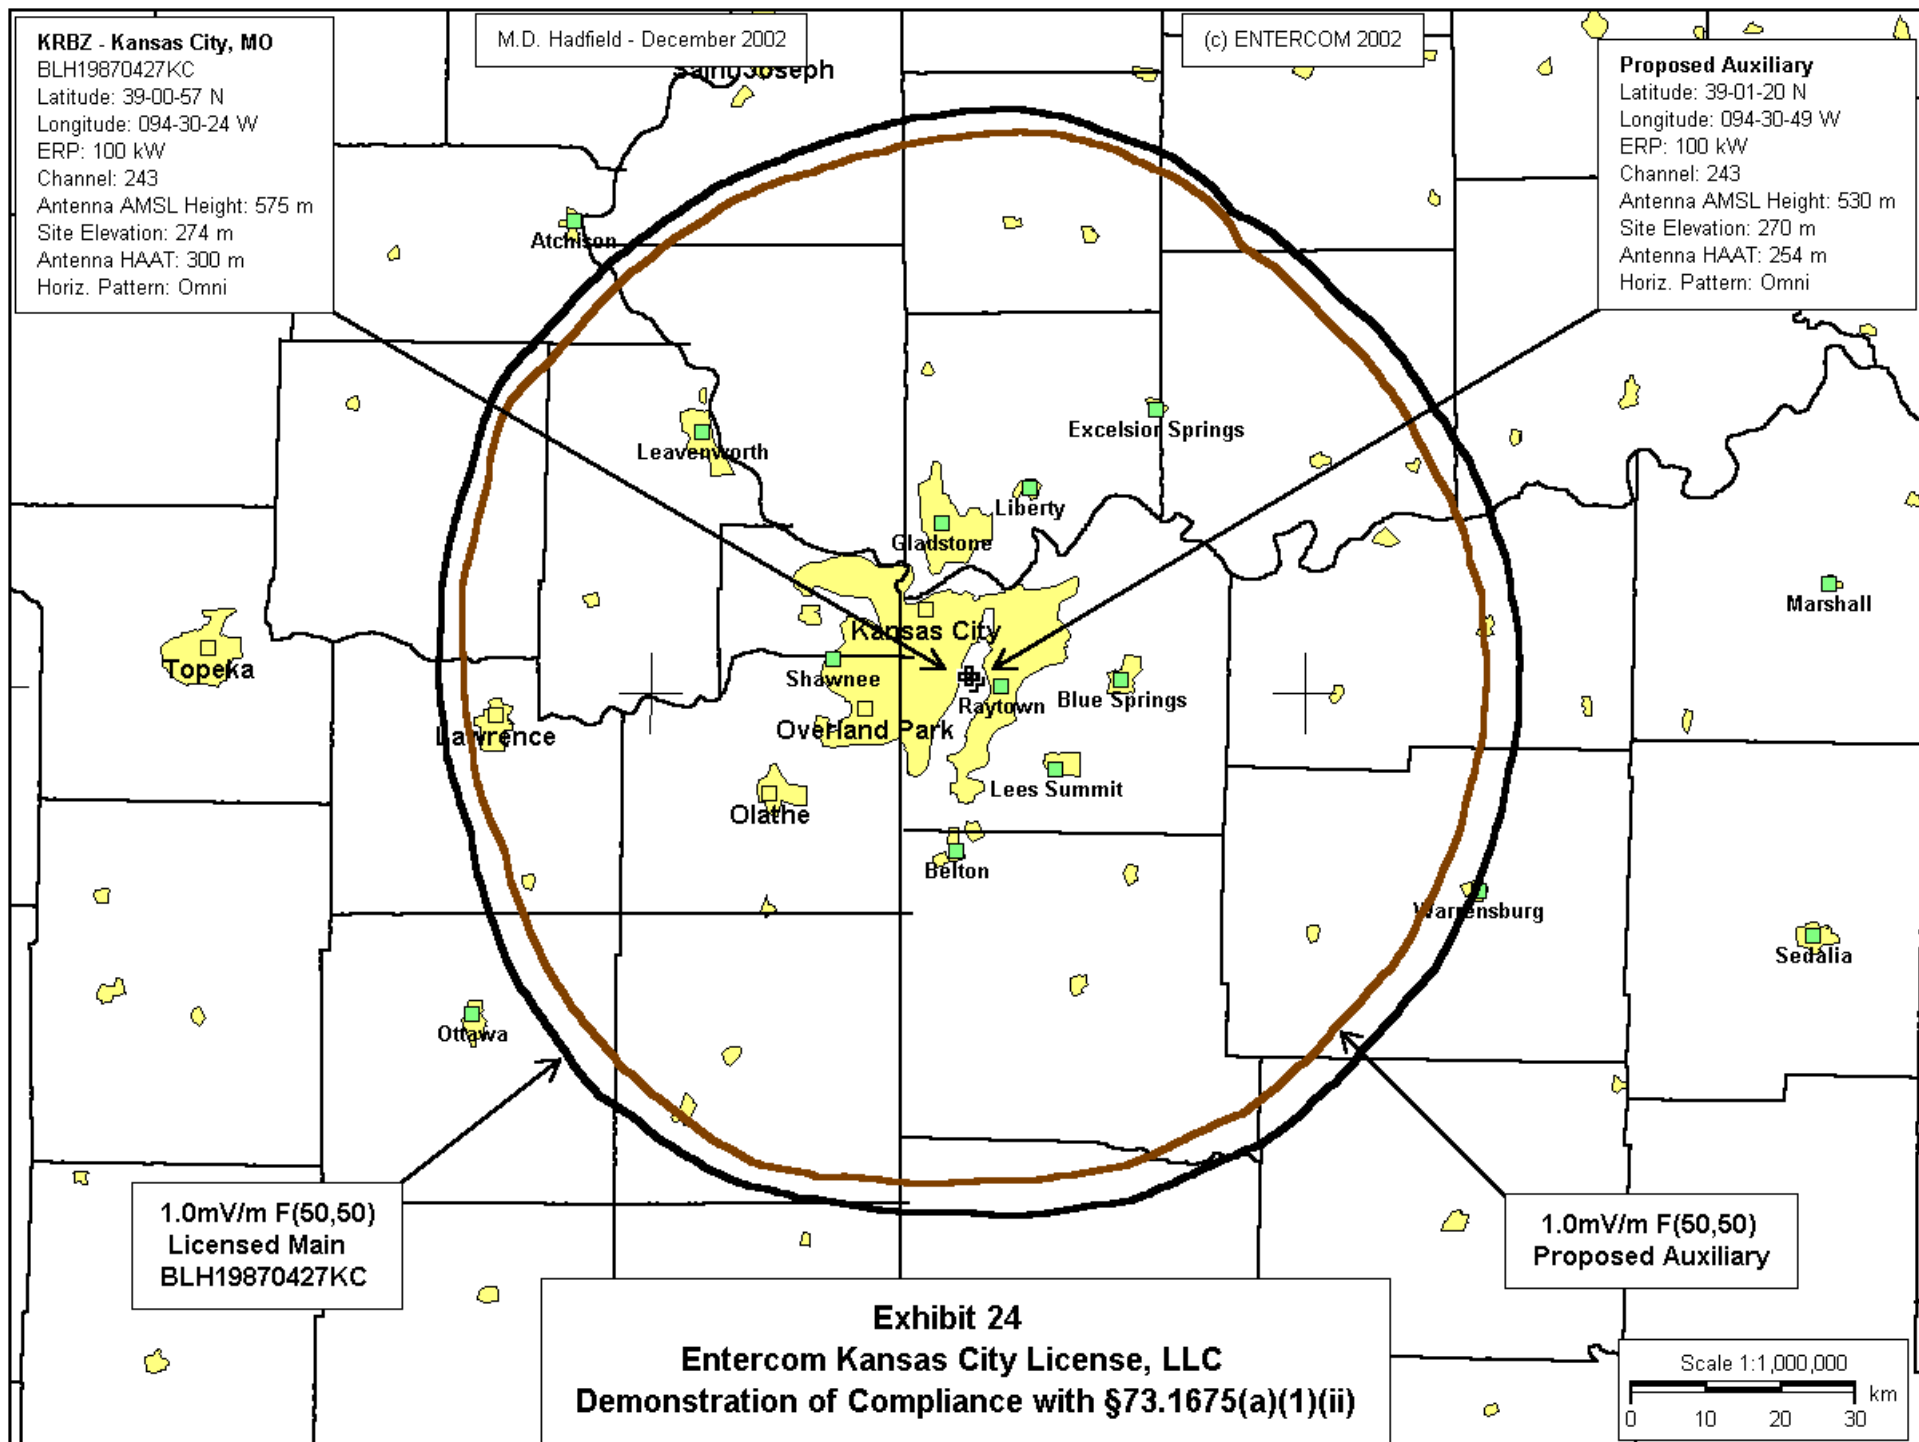 KRBZ - Kansas City, MO
BLH19870427KC
Latitude: 39-00-57 N
Longitude: 094-30-24 W
ERP: 100 kW
Channel: 243
Antenna AMSL Height: 575 m
Site Elevation: 274 m
Antenna HAAT: 300 m
Horiz. Pattern: Omni
M.D. Hadfield - December 2002
(c) ENTERCOM 2002
Proposed Auxiliary
Latitude: 39-01-20 N
Longitude: 094-30-49 W
ERP: 100 kW
Channel: 243
Antenna AMSL Height: 530 m
Site Elevation: 270 m
Antenna HAAT: 254 m
Horiz. Pattern: Omni
Saint Joseph
Atchison
Excelsior Springs
Leavenworth
Liberty
Gladstone
Marshall
Kansas City
Topeka
Shawnee
Raytown
Blue Springs
Overland Park
Lawrence
Lees Summit
Olathe
Belton
Warrensburg
Sedalia
Ottawa
1.0mV/m F(50,50)
Licensed Main
BLH19870427KC
1.0mV/m F(50,50)
Proposed Auxiliary
Exhibit 24
Entercom Kansas City License, LLC
Demonstration of Compliance with §73.1675(a)(1)(ii)
Scale 1:1,000,000
km
0 10 20 30